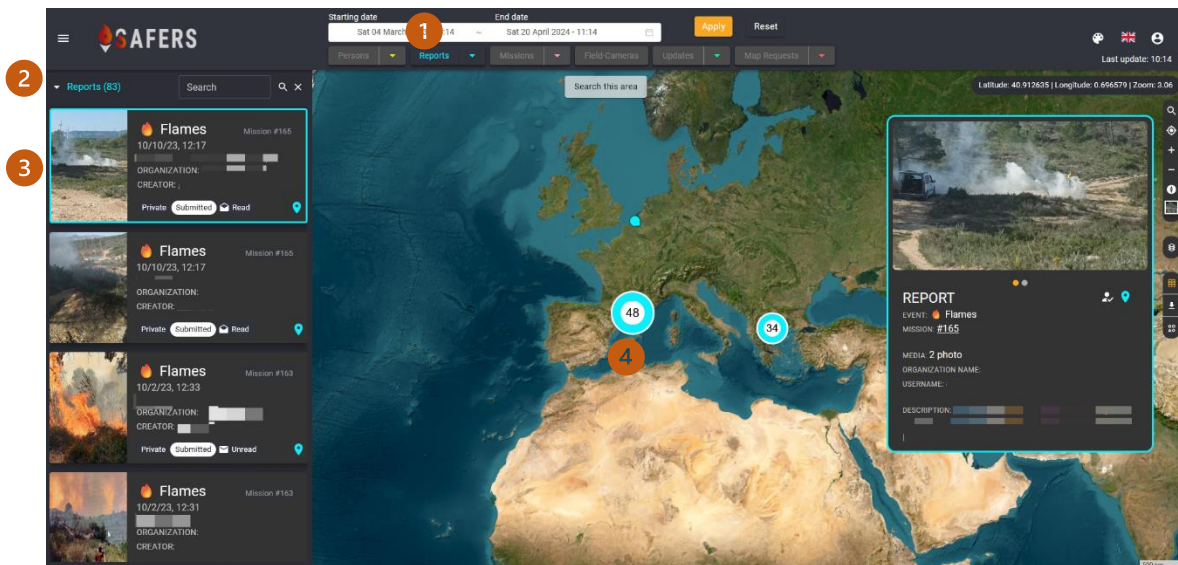 SAFERS
Starting date
End date
Sat 04 March 14 ~ Sat 20 April 2024 - 11:14
Apply
Reset
1
Persons
Reports
Missions
Field-Cameras
Updates
Map Requests
Last update: 10:14
2
Reports (83)
Search
Search this area
Latitude: 40.912635 | Longitude: 0.696579 | Zoom: 3.06
3
Flames
Mission #165
10/10/23, 12:17
ORGANIZATION:
CREATOR:
Private Submitted Read
Flames
Mission #165
10/10/23, 12:17
ORGANIZATION:
CREATOR:
Private Submitted Read
Flames
Mission #163
10/2/23, 12:33
ORGANIZATION:
CREATOR:
Private Submitted Unread
Flames
Mission #163
10/2/23, 12:31
ORGANIZATION:
CREATOR:
48
34
4
REPORT
EVENT: Flames
MISSION: #165
MEDIA: 2 photo
ORGANIZATION NAME:
USERNAME:
DESCRIPTION: